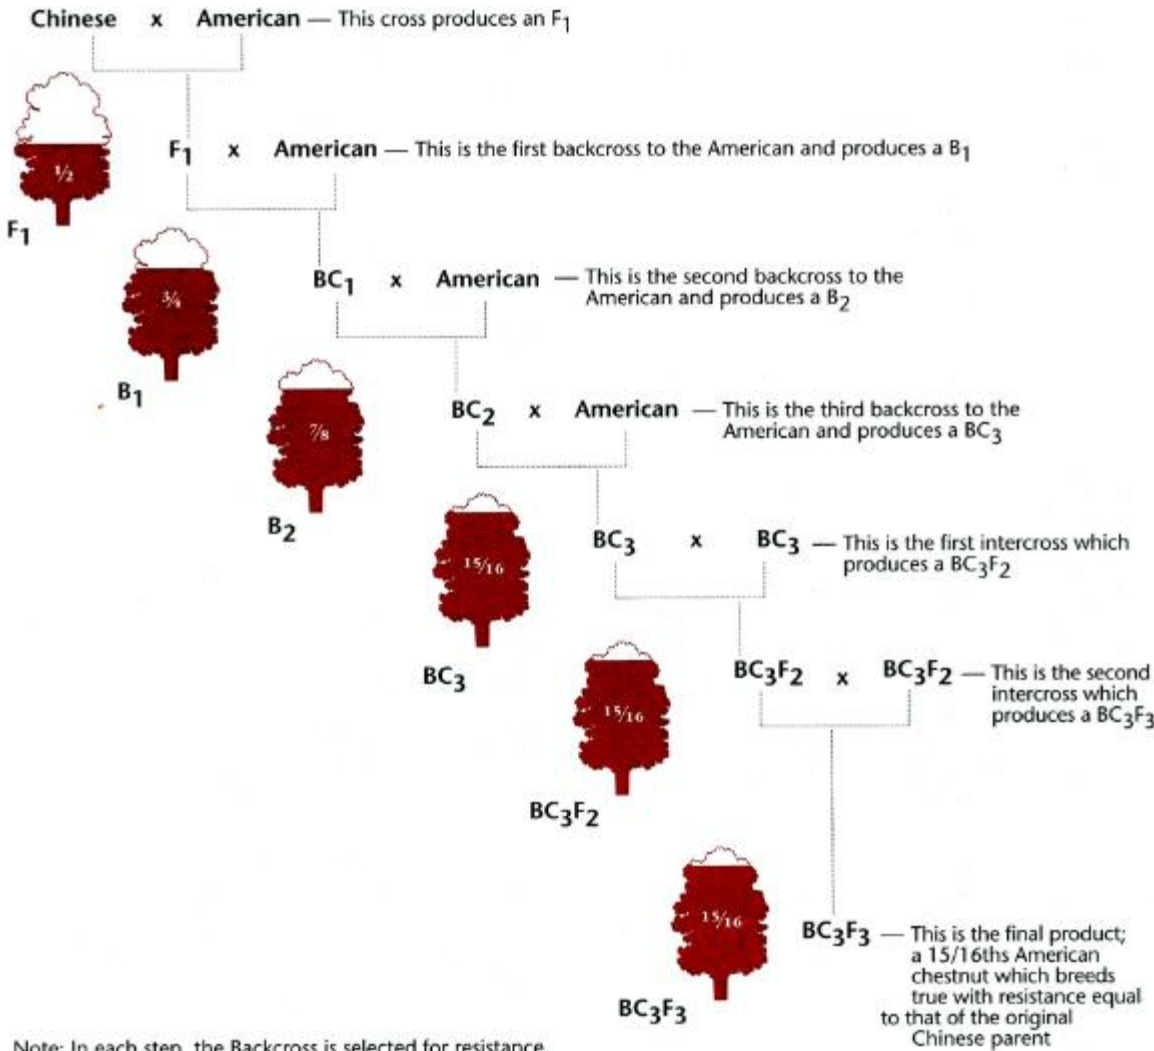 Chinese x American — This cross produces an F1
F1 x American — This is the first backcross to the American and produces a B1
1/2
F1
BC1 x American — This is the second backcross to the
American and produces a B2
3/4
B1
BC2 x American — This is the third backcross to the
American and produces a BC3
7/8
B2
BC3 x BC3 — This is the first intercross which
produces a BC3F2
15/16
BC3
BC3F2 x BC3F2 — This is the second
intercross which
produces a BC3F3
15/16
BC3F2
BC3F3 — This is the final product;
a 15/16ths American
chestnut which breeds
true with resistance equal
to that of the original
Chinese parent
15/16
BC3F3
Note: In each step, the Backcross is selected for resistance.